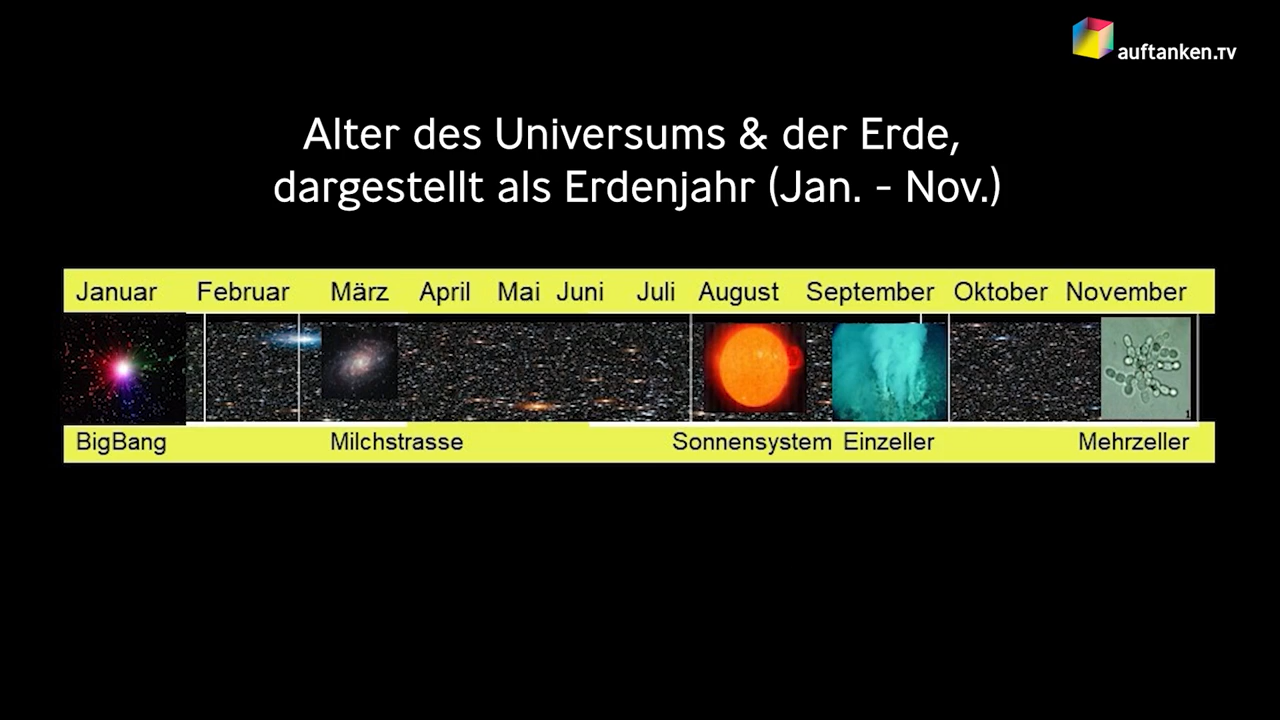 auftanken.TV
Alter des Universums & der Erde,
dargestellt als Erdenjahr (Jan. - Nov.)
Januar Februar März April Mai Juni Juli August September Oktober November
BigBang Milchstrasse Sonnensystem Einzeller Mehrzeller